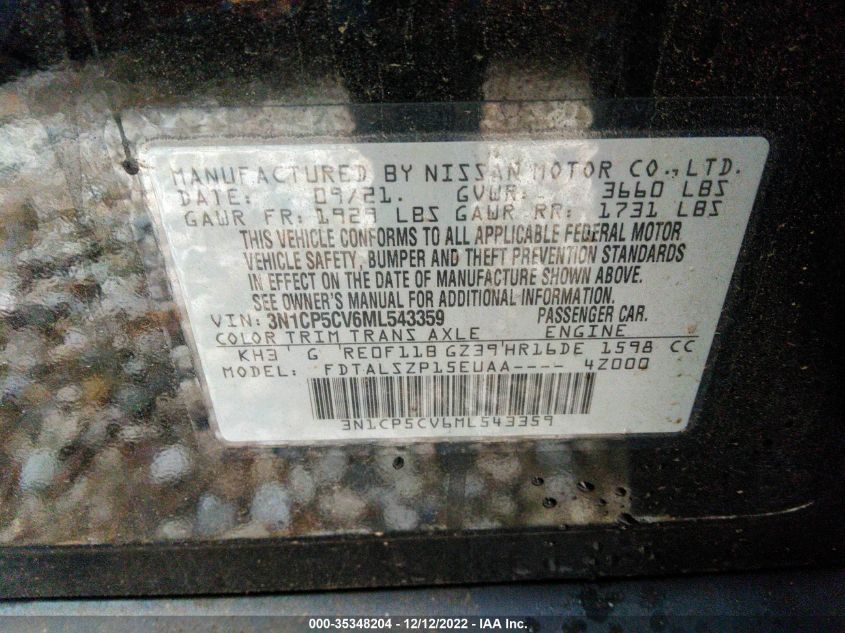 MANUFACTURED BY NISSAN MOTOR CO.,LTD.
DATE: 09/21. GVWR: 3660 LBS
GAWR FR: 1929 LBS GAWR RR: 1731 LBS
THIS VEHICLE CONFORMS TO ALL APPLICABLE FEDERAL MOTOR
VEHICLE SAFETY, BUMPER AND THEFT PREVENTION STANDARDS
IN EFFECT ON THE DATE OF MANUFACTURE SHOWN ABOVE.
SEE OWNER'S MANUAL FOR ADDITIONAL INFORMATION.
VIN: 3N1CP5CV6ML543359 PASSENGER CAR.
COLOR TRIM TRANS AXLE ENGINE
KH3 G RE0F11B GZ39 HR16DE 1598 CC
MODEL: FDTALSZP15EUAA---- 4Z000
3N1CP5CV6ML543359
000-35348204 - 12/12/2022 - IAA Inc.